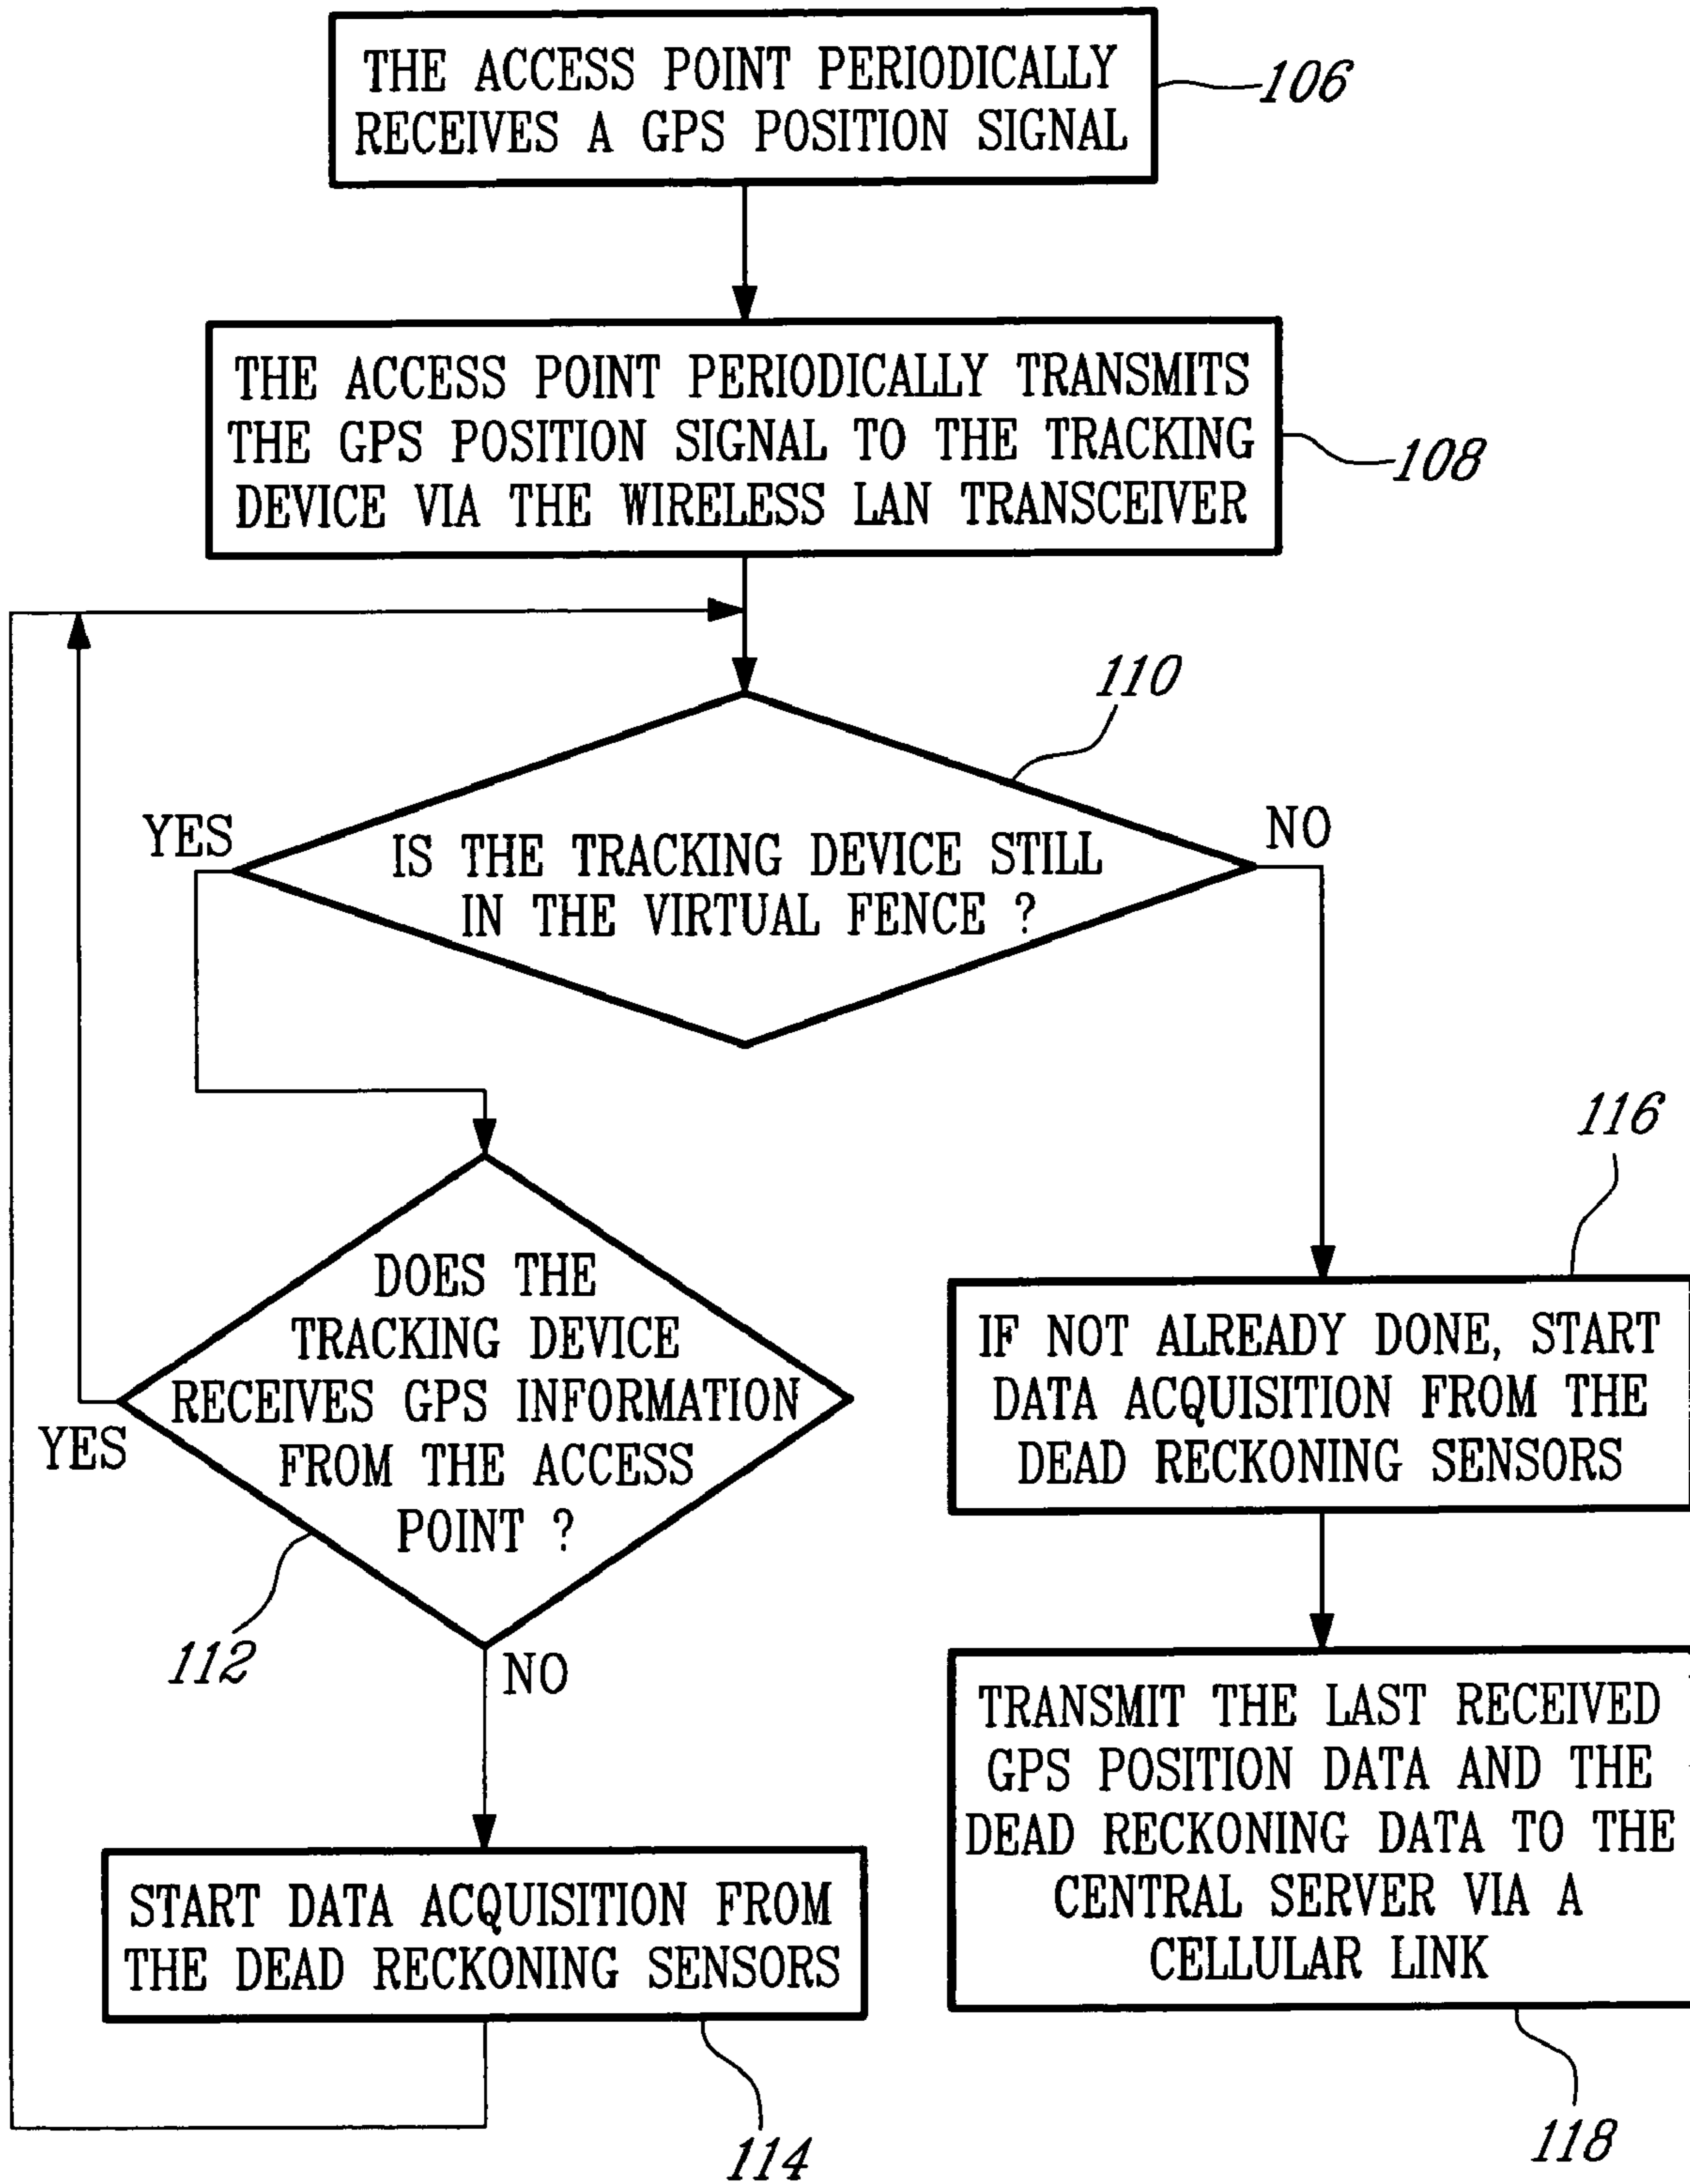 THE ACCESS POINT PERIODICALLY
RECEIVES A GPS POSITION SIGNAL
106
THE ACCESS POINT PERIODICALLY TRANSMITS
THE GPS POSITION SIGNAL TO THE TRACKING
DEVICE VIA THE WIRELESS LAN TRANSCEIVER
108
110
YES
NO
IS THE TRACKING DEVICE STILL
IN THE VIRTUAL FENCE ?
DOES THE
TRACKING DEVICE
RECEIVES GPS INFORMATION
FROM THE ACCESS
POINT ?
YES
112
NO
START DATA ACQUISITION FROM
THE DEAD RECKONING SENSORS
114
116
IF NOT ALREADY DONE, START
DATA ACQUISITION FROM THE
DEAD RECKONING SENSORS
TRANSMIT THE LAST RECEIVED
GPS POSITION DATA AND THE
DEAD RECKONING DATA TO THE
CENTRAL SERVER VIA A
CELLULAR LINK
118